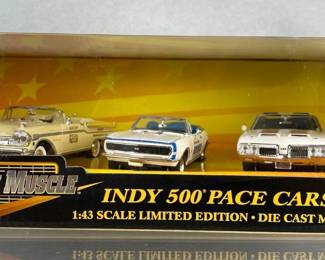 MUSCLE
INDY 500 PACE CARS
1:43 SCALE LIMITED EDITION • DIE CAST M